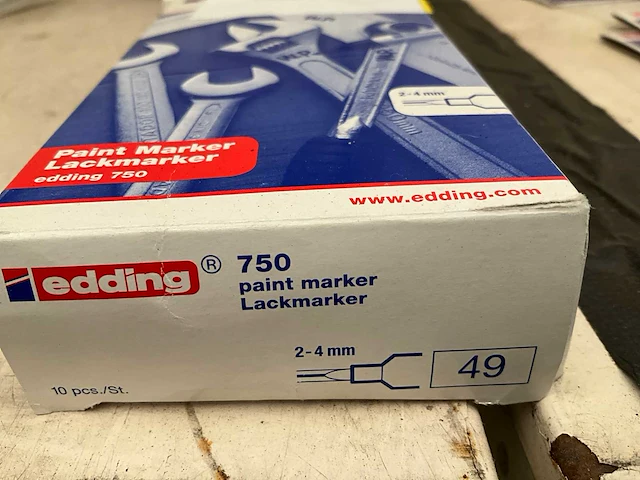 2-4 mm
Paint Marker
Lackmarker
edding 750
www.edding.com
edding® 750
paint marker
Lackmarker
2-4 mm
49
10 pcs./St.